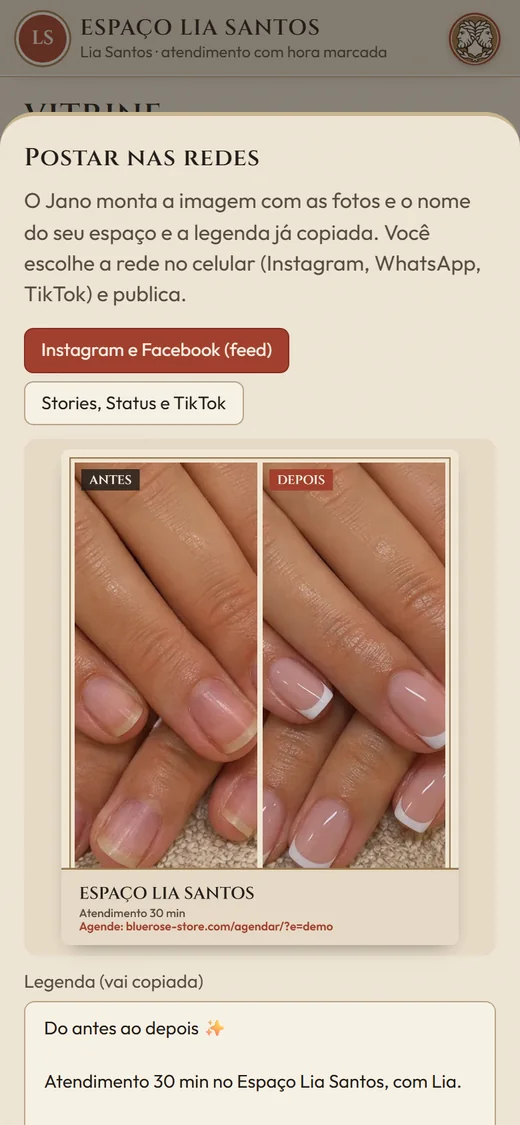 LS
ESPAÇO LIA SANTOS
Lia Santos · atendimento com hora marcada
VITRINE
POSTAR NAS REDES
O Jano monta a imagem com as fotos e o nome
do seu espaço e a legenda já copiada. Você
escolhe a rede no celular (Instagram, WhatsApp,
TikTok) e publica.
Instagram e Facebook (feed)
Stories, Status e TikTok
ANTES
DEPOIS
ESPAÇO LIA SANTOS
Atendimento 30 min
Agende: bluerose-store.com/agendar/?e=demo
Legenda (vai copiada)
Do antes ao depois ✨
Atendimento 30 min no Espaço Lia Santos, com Lia.